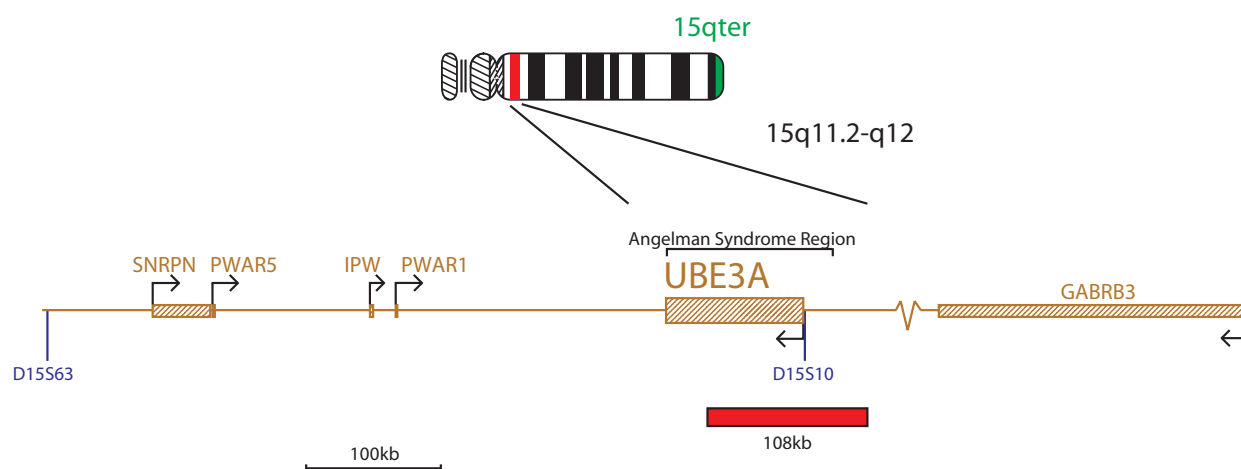 15qter
15q11.2-q12
Angelman Syndrome Region
SNRPN PWAR5 IPW PWAR1 UBE3A GABRB3
D15S63 D15S10
108kb
100kb